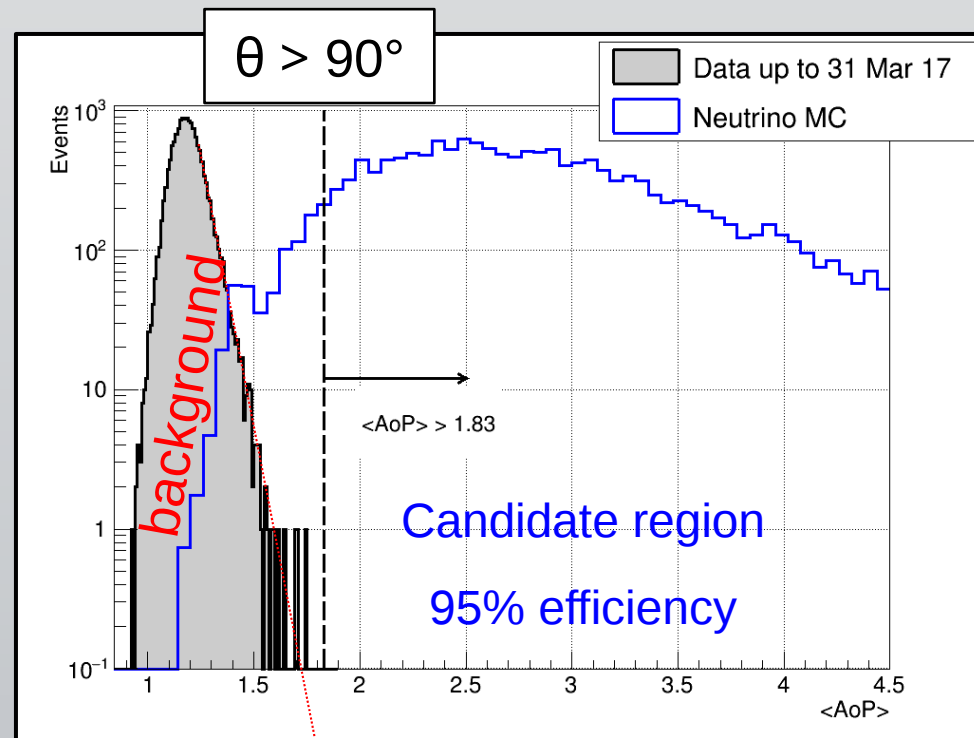 θ > 90°
Data up to 31 Mar 17
Neutrino MC
Events
10³
10²
10
1
10⁻¹
background
<AoP> > 1.83
Candidate region
95% efficiency
1 1.5 2 2.5 3 3.5 4 4.5
<AoP>